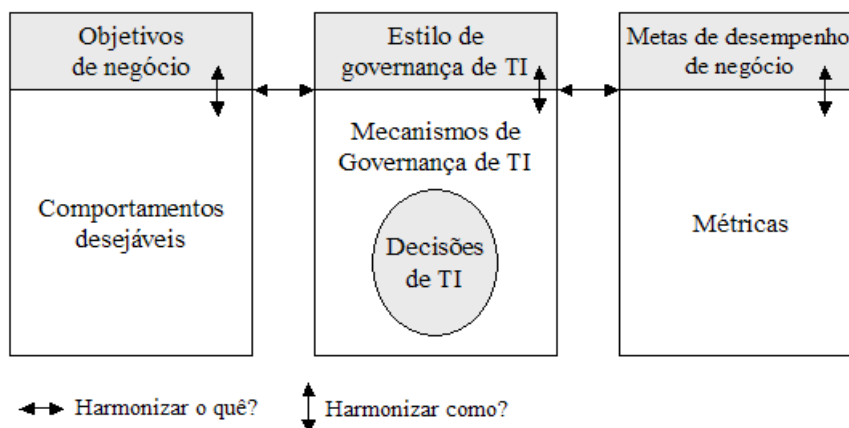 Objetivos
de negócio
Comportamentos
desejáveis
Estilo de
governança de TI
Mecanismos de
Governança de TI
Decisões
de TI
Metas de desempenho
de negócio
Métricas
Harmonizar o quê?
Harmonizar como?